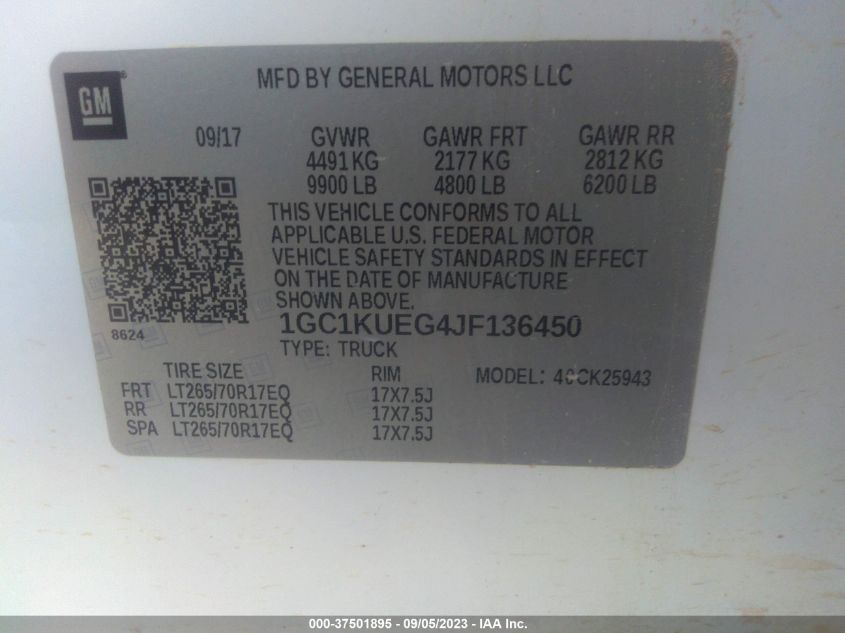 GM®
MFD BY GENERAL MOTORS LLC
09/17 GVWR GAWR FRT GAWR RR
4491 KG 2177 KG 2812 KG
9900 LB 4800 LB 6200 LB
THIS VEHICLE CONFORMS TO ALL
APPLICABLE U.S. FEDERAL MOTOR
VEHICLE SAFETY STANDARDS IN EFFECT
ON THE DATE OF MANUFACTURE
SHOWN ABOVE.
8624
1GC1KUEG4JF136450
TYPE: TRUCK
TIRE SIZE RIM MODEL:
FRT LT265/70R17EQ 17X7.5J
RR LT265/70R17EQ 17X7.5J
SPA LT265/70R17EQ 17X7.5J
000-37501895 - 09/05/2023 - IAA Inc.